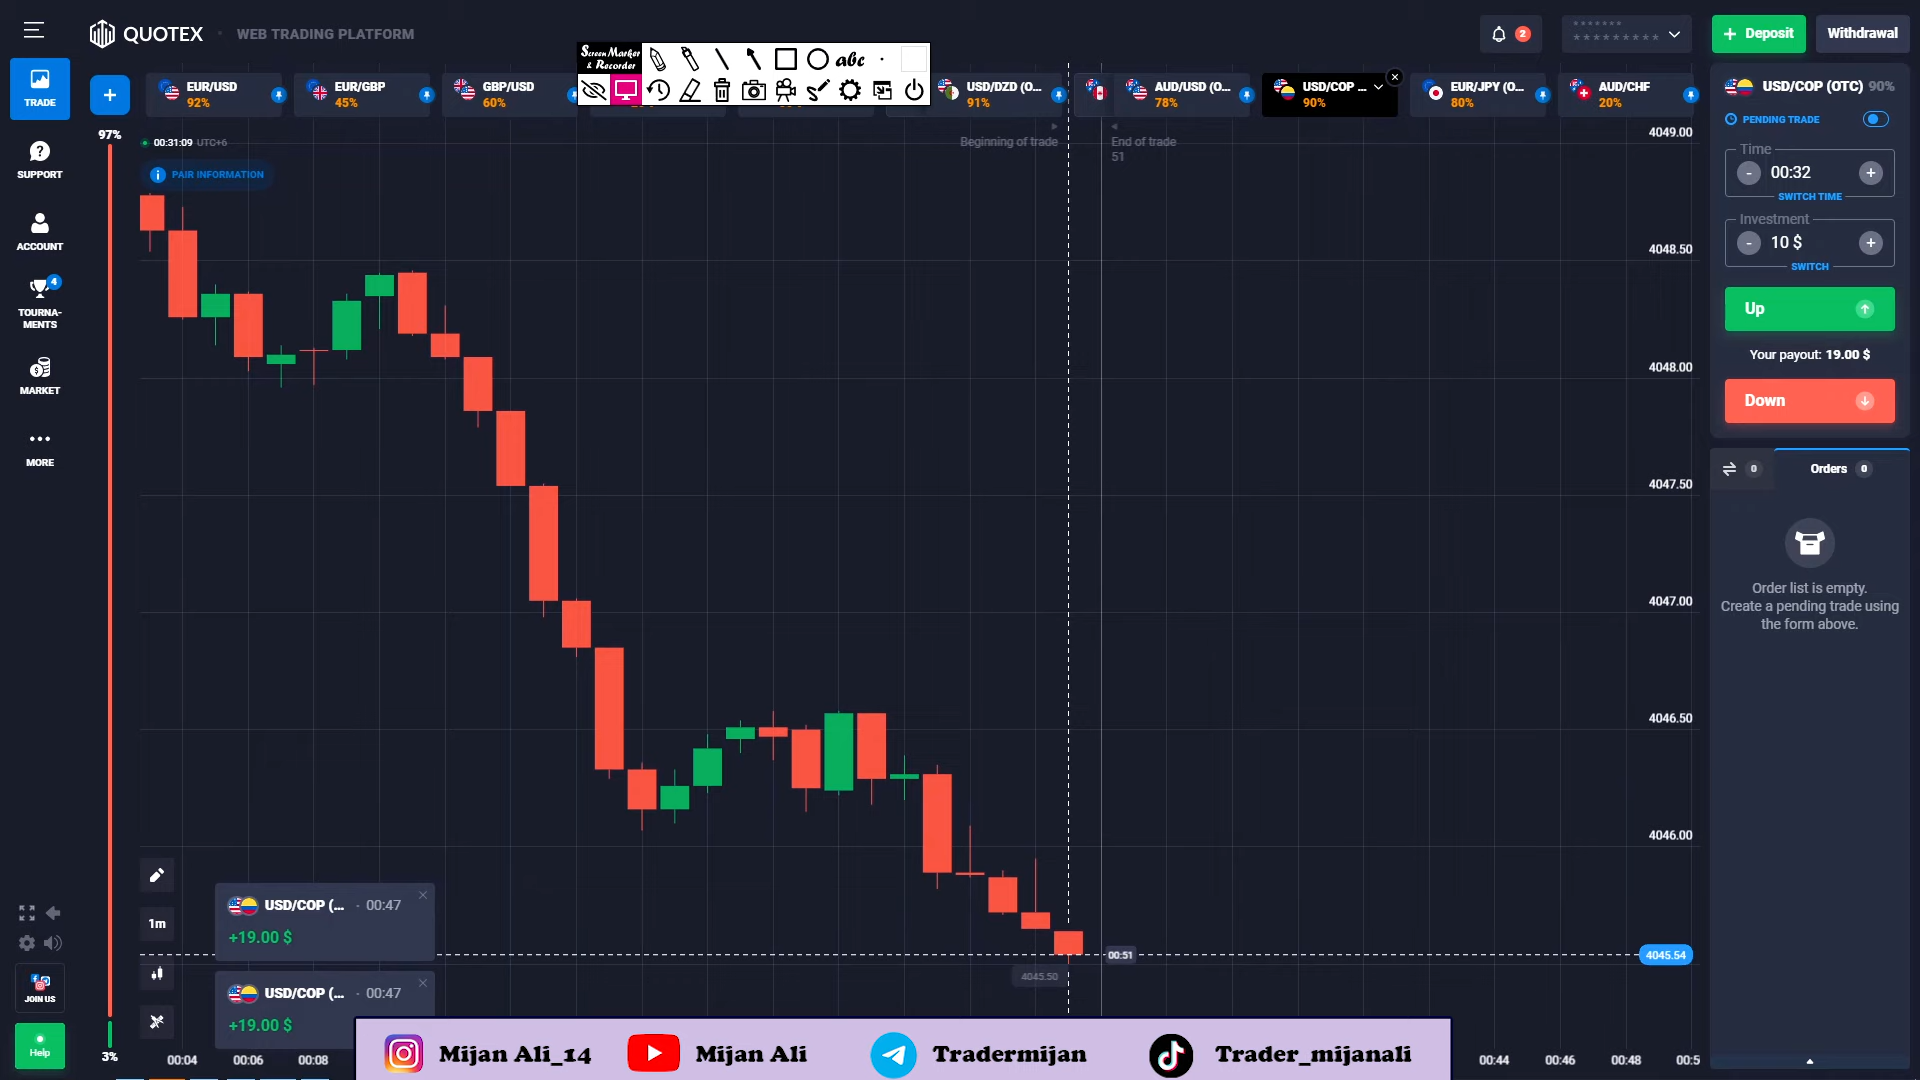 QUOTEX
WEB TRADING PLATFORM
Screen Marker
& Recorder
abc
2
*******
*********
Deposit
Withdrawal
TRADE
EUR/USD
92%
EUR/GBP
45%
GBP/USD
60%
USD/DZD (O...
91%
AUD/USD (O...
78%
USD/COP ...
90%
EUR/JPY (O...
80%
AUD/CHF
20%
USD/COP (OTC) 90%
PENDING TRADE
97%
00:31:09 UTC+6
PAIR INFORMATION
Beginning of trade
End of trade
51
4049.00
4048.50
4048.00
4047.50
4047.00
4046.50
4046.00
4045.54
00:51
4045.50
SUPPORT
ACCOUNT
4
TOURNA-
MENTS
MARKET
MORE
JOIN US
Help
3%
Time
00:32
SWITCH TIME
Investment
10 $
SWITCH
Up
Your payout: 19.00 $
Down
0
Orders 0
Order list is empty.
Create a pending trade using
the form above.
1m
USD/COP (... · 00:47
+19.00 $
USD/COP (... · 00:47
+19.00 $
00:04 00:06 00:08
00:44 00:46 00:48 00:5
Mijan Ali_14
Mijan Ali
Tradermijan
Trader_mijanali